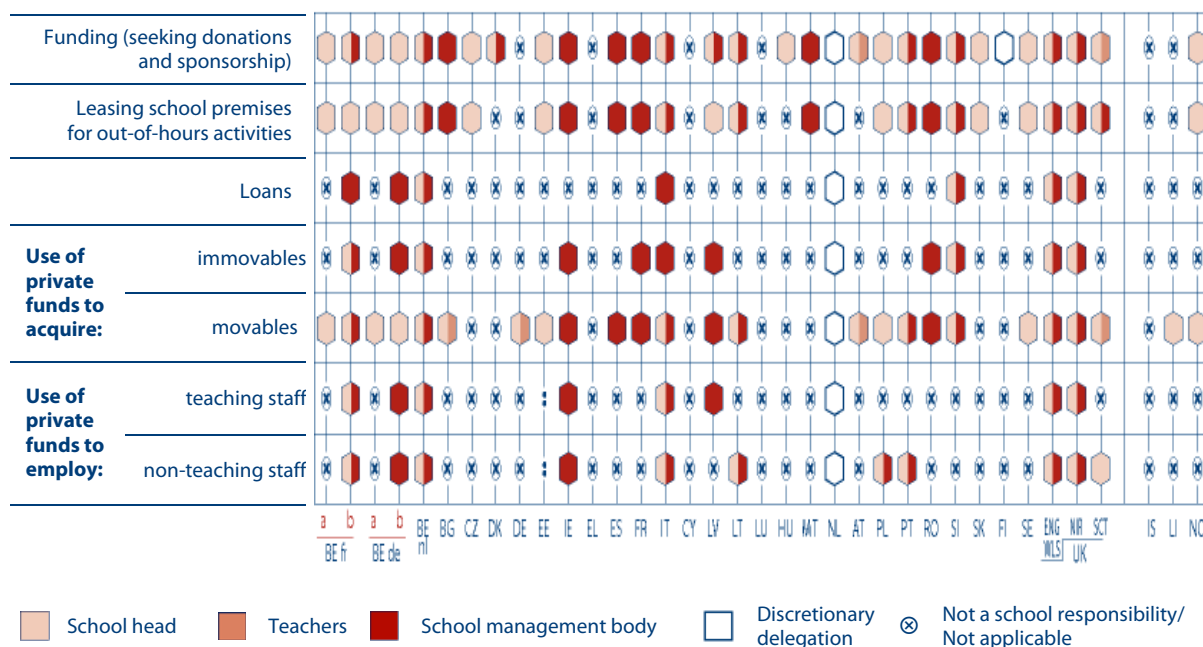 Funding (seeking donations
and sponsorship)
Leasing school premises
for out-of-hours activities
Loans
Use of
private
funds to
acquire:
immovables
movables
Use of
private
funds to
employ:
teaching staff
non-teaching staff
a b a b BE nl BG CZ DK DE EE IE EL ES FR IT CY LV LT LU HU MT NL AT PL PT RO SI SK FI SE ENG NIR SCT IS LI NO
BE fr BE de WLS UK
School head Teachers School management body Discretionary delegation Not a school responsibility/ Not applicable